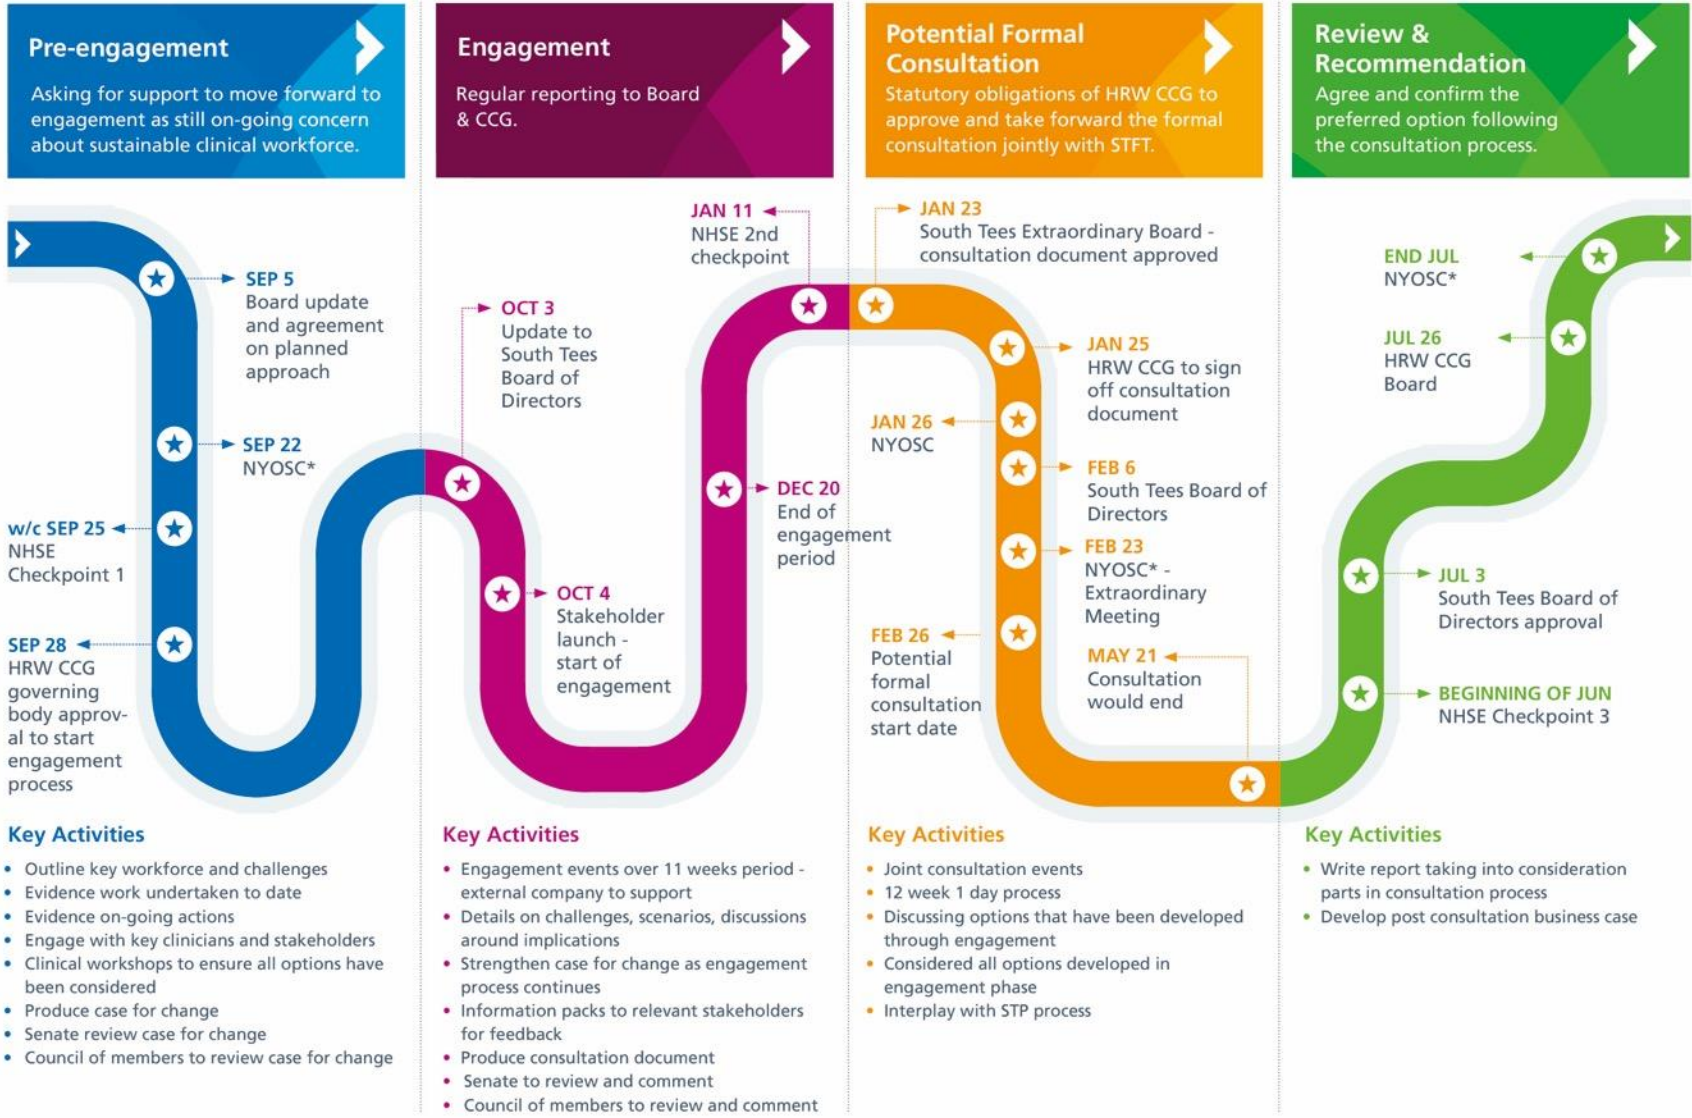 Pre-engagement
Asking for support to move forward to
engagement as still on-going concern
about sustainable clinical workforce.
Engagement
Regular reporting to Board
& CCG.
Potential Formal
Consultation
Statutory obligations of HRW CCG to
approve and take forward the formal
consultation jointly with STFT.
Review &
Recommendation
Agree and confirm the
preferred option following
the consultation process.
SEP 5
Board update
and agreement
on planned
approach
SEP 22
NYOSC*
w/c SEP 25
NHSE
Checkpoint 1
SEP 28
HRW CCG
governing
body approv-
al to start
engagement
process
OCT 3
Update to
South Tees
Board of
Directors
OCT 4
Stakeholder
launch -
start of
engagement
DEC 20
End of
engagement
period
JAN 11
NHSE 2nd
checkpoint
JAN 23
South Tees Extraordinary Board -
consultation document approved
JAN 25
HRW CCG to sign
off consultation
document
JAN 26
NYOSC
FEB 6
South Tees Board of
Directors
FEB 23
NYOSC* -
Extraordinary
Meeting
FEB 26
Potential
formal
consultation
start date
MAY 21
Consultation
would end
BEGINNING OF JUN
NHSE Checkpoint 3
JUL 3
South Tees Board of
Directors approval
JUL 26
HRW CCG
Board
END JUL
NYOSC*
Key Activities
• Outline key workforce and challenges
• Evidence work undertaken to date
• Evidence on-going actions
• Engage with key clinicians and stakeholders
• Clinical workshops to ensure all options have
been considered
• Produce case for change
• Senate review case for change
• Council of members to review case for change
Key Activities
• Engagement events over 11 weeks period -
external company to support
• Details on challenges, scenarios, discussions
around implications
• Strengthen case for change as engagement
process continues
• Information packs to relevant stakeholders
for feedback
• Produce consultation document
• Senate to review and comment
• Council of members to review and comment
Key Activities
• Joint consultation events
• 12 week 1 day process
• Discussing options that have been developed
through engagement
• Considered all options developed in
engagement phase
• Interplay with STP process
Key Activities
• Write report taking into consideration
parts in consultation process
• Develop post consultation business case